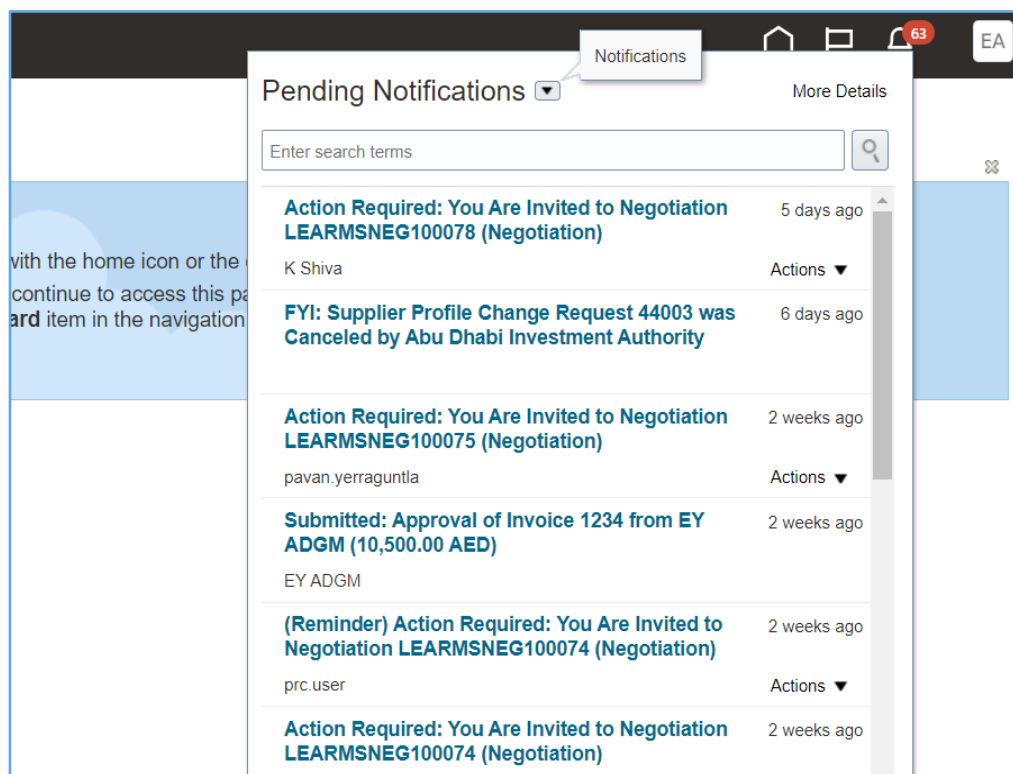 63
EA
Notifications
Pending Notifications
More Details
Enter search terms
Action Required: You Are Invited to Negotiation
LEARMSNEG100078 (Negotiation)
5 days ago
K Shiva
Actions
FYI: Supplier Profile Change Request 44003 was
Canceled by Abu Dhabi Investment Authority
6 days ago
Action Required: You Are Invited to Negotiation
LEARMSNEG100075 (Negotiation)
2 weeks ago
pavan.yerraguntla
Actions
Submitted: Approval of Invoice 1234 from EY
ADGM (10,500.00 AED)
2 weeks ago
EY ADGM
(Reminder) Action Required: You Are Invited to
Negotiation LEARMSNEG100074 (Negotiation)
2 weeks ago
prc.user
Actions
Action Required: You Are Invited to Negotiation
LEARMSNEG100074 (Negotiation)
2 weeks ago
with the home icon or the
continue to access this pa
ard item in the navigation